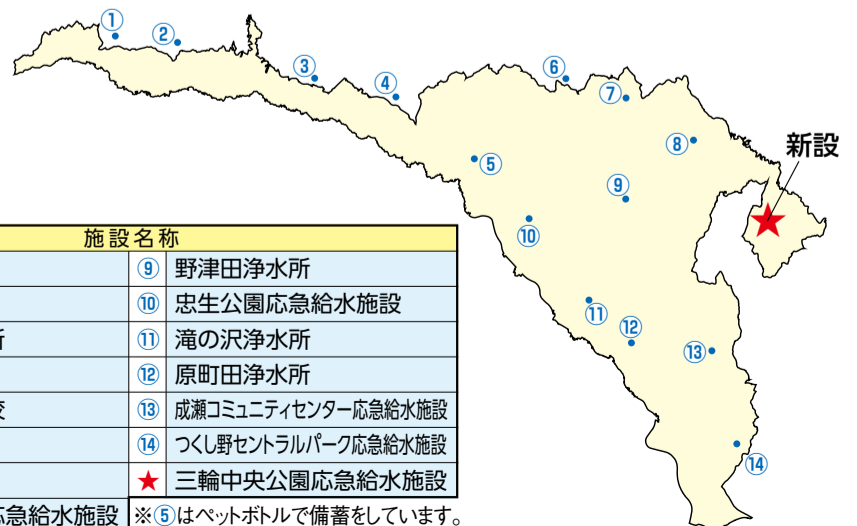 ①
②
③
④
⑥
⑦
⑧
新設
⑤
⑨
⑩
施設名称
⑨ 野津田浄水所
⑩ 忠生公園応急給水施設
所 ⑪ 滝の沢浄水所
⑫ 原町田浄水所
校 ⑬ 成瀬コミュニティセンター応急給水施設
⑭ つくし野セントラルパーク応急給水施設
★ 三輪中央公園応急給水施設
応急給水施設 ※⑤はペットボトルで備蓄をしています。
⑪
⑫
⑬
⑭